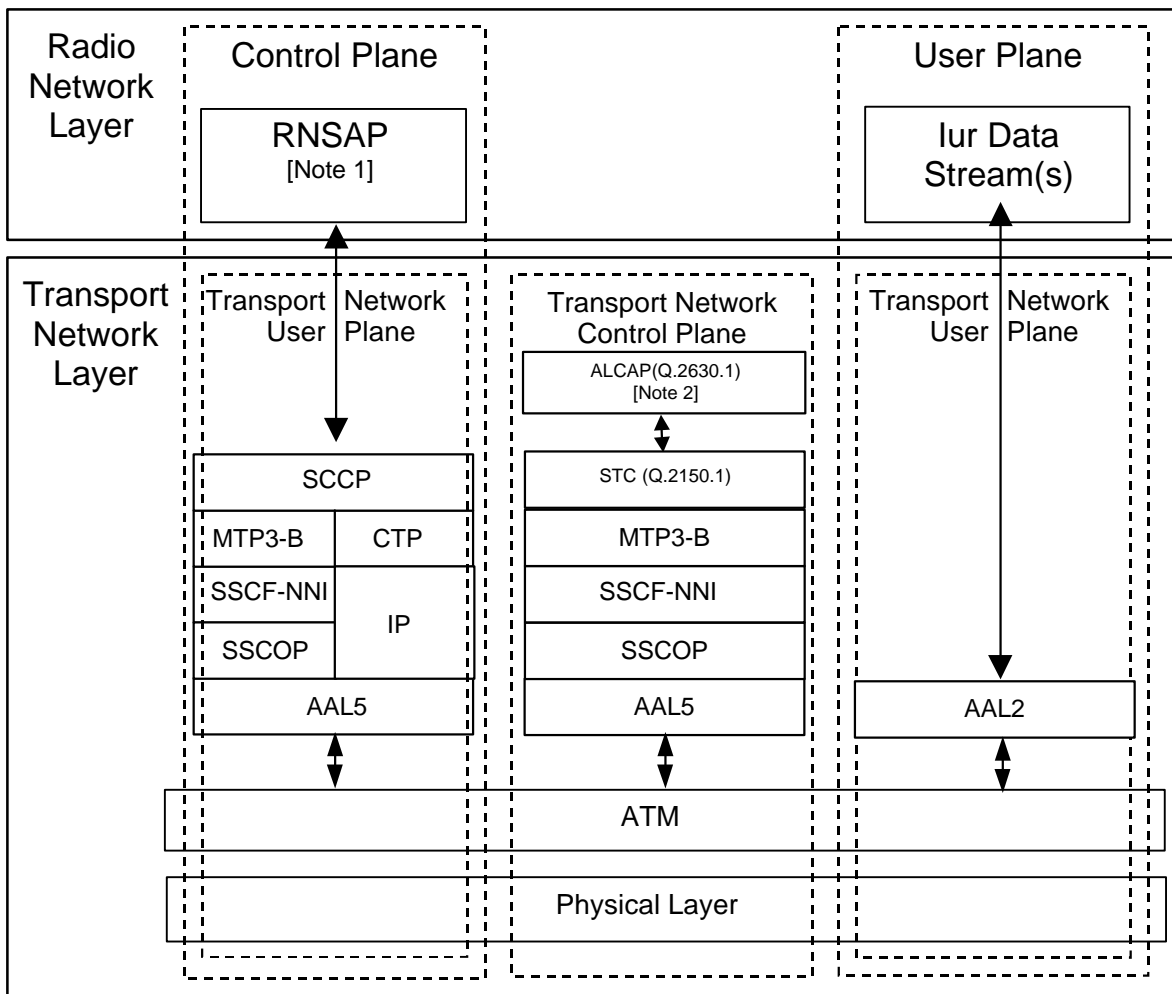 Radio
Network
Layer
Control Plane
RNSAP
[Note 1]
User Plane
Iur Data
Stream(s)
Transport
Network
Layer
Transport Network
User Plane
SCCP
MTP3-B CTP
SSCF-NNI
IP
SSCOP
AAL5
Transport Network
Control Plane
ALCAP(Q.2630.1)
[Note 2]
STC (Q.2150.1)
MTP3-B
SSCF-NNI
SSCOP
AAL5
Transport Network
User Plane
AAL2
ATM
Physical Layer